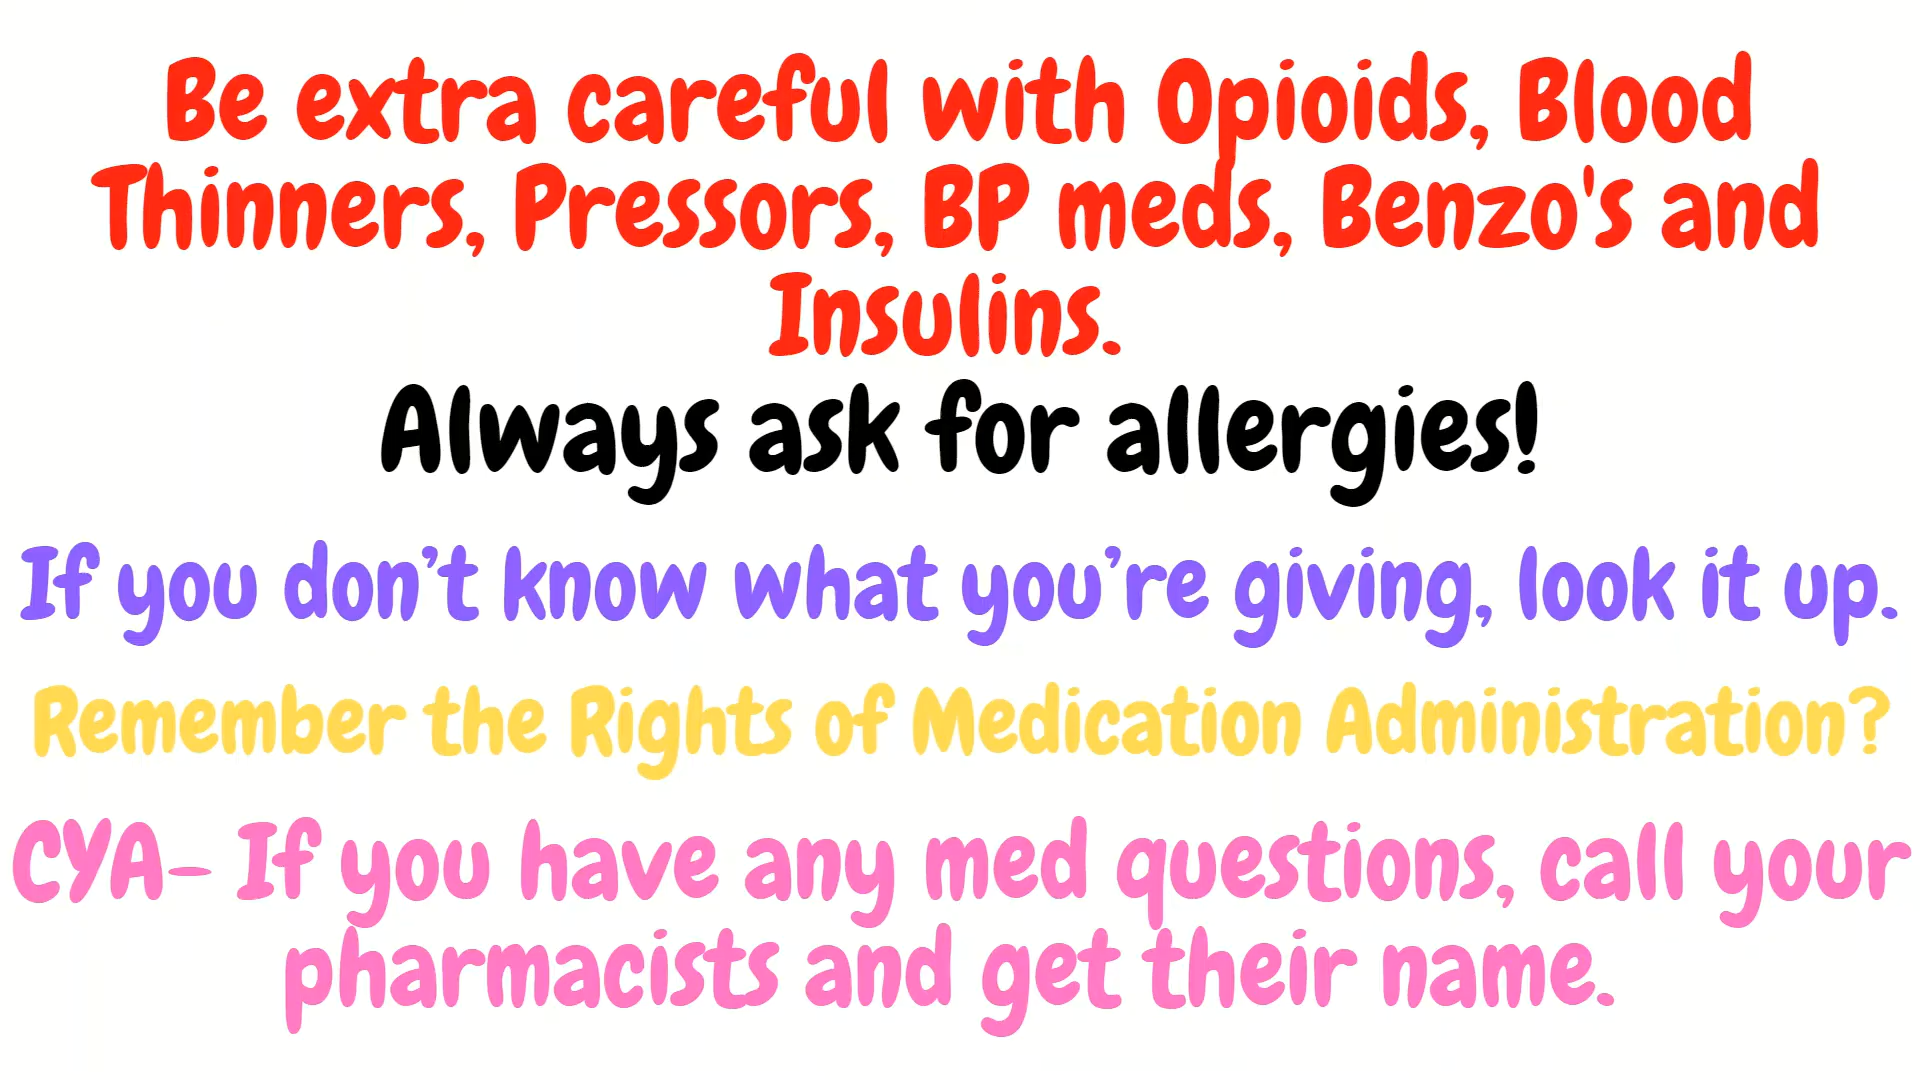 Be extra careful with Opioids, Blood
Thinners, Pressors, BP meds, Benzo's and
Insulins.
Always ask for allergies!
If you don’t know what you’re giving, look it up.
Remember the Rights of Medication Administration?
CYA- If you have any med questions, call your
pharmacists and get their name.